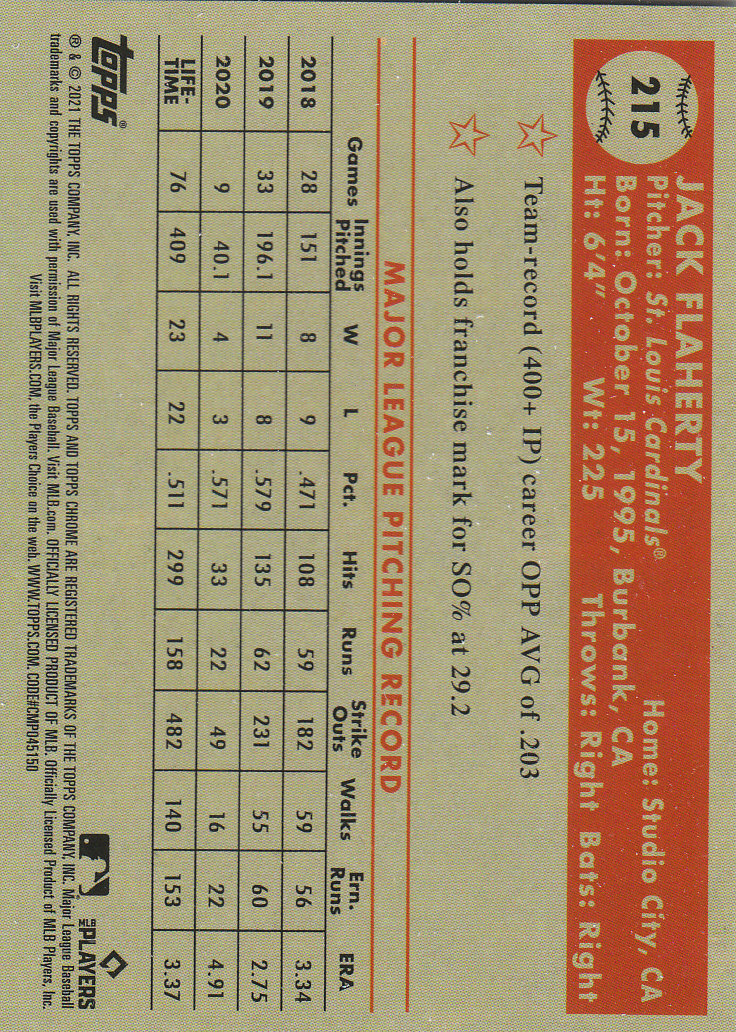 215
JACK FLAHERTY
Pitcher: St. Louis Cardinals® Home: Studio City, CA
Born: October 15, 1995, Burbank, CA
Ht: 6'4" Wt: 225 Throws: Right Bats: Right
Team-record (400+ IP) career OPP AVG of .203
Also holds franchise mark for SO% at 29.2
MAJOR LEAGUE PITCHING RECORD
Games Innings Pitched W L Pct. Hits Runs Strike Outs Walks Ern. Runs ERA
2018 28 151 8 9 .471 108 59 182 59 56 3.34
2019 33 196.1 11 8 .579 135 62 231 55 60 2.75
2020 9 40.1 4 3 .571 33 22 49 16 22 4.91
LIFE-TIME 76 409 23 22 .511 299 158 482 140 153 3.37
topps®
MLB PLAYERS
® & © 2021 THE TOPPS COMPANY, INC. ALL RIGHTS RESERVED. TOPPS AND TOPPS CHROME ARE REGISTERED TRADEMARKS OF THE TOPPS COMPANY, INC. Major League Baseball
trademarks and copyrights are used with permission of Major League Baseball. Visit MLB.com. OFFICIALLY LICENSED PRODUCT OF MLB. Officially Licensed Product of MLB Players, Inc.
Visit MLBPLAYERS.COM, the Players Choice on the web. WWW.TOPPS.COM. CODE#CMP045150